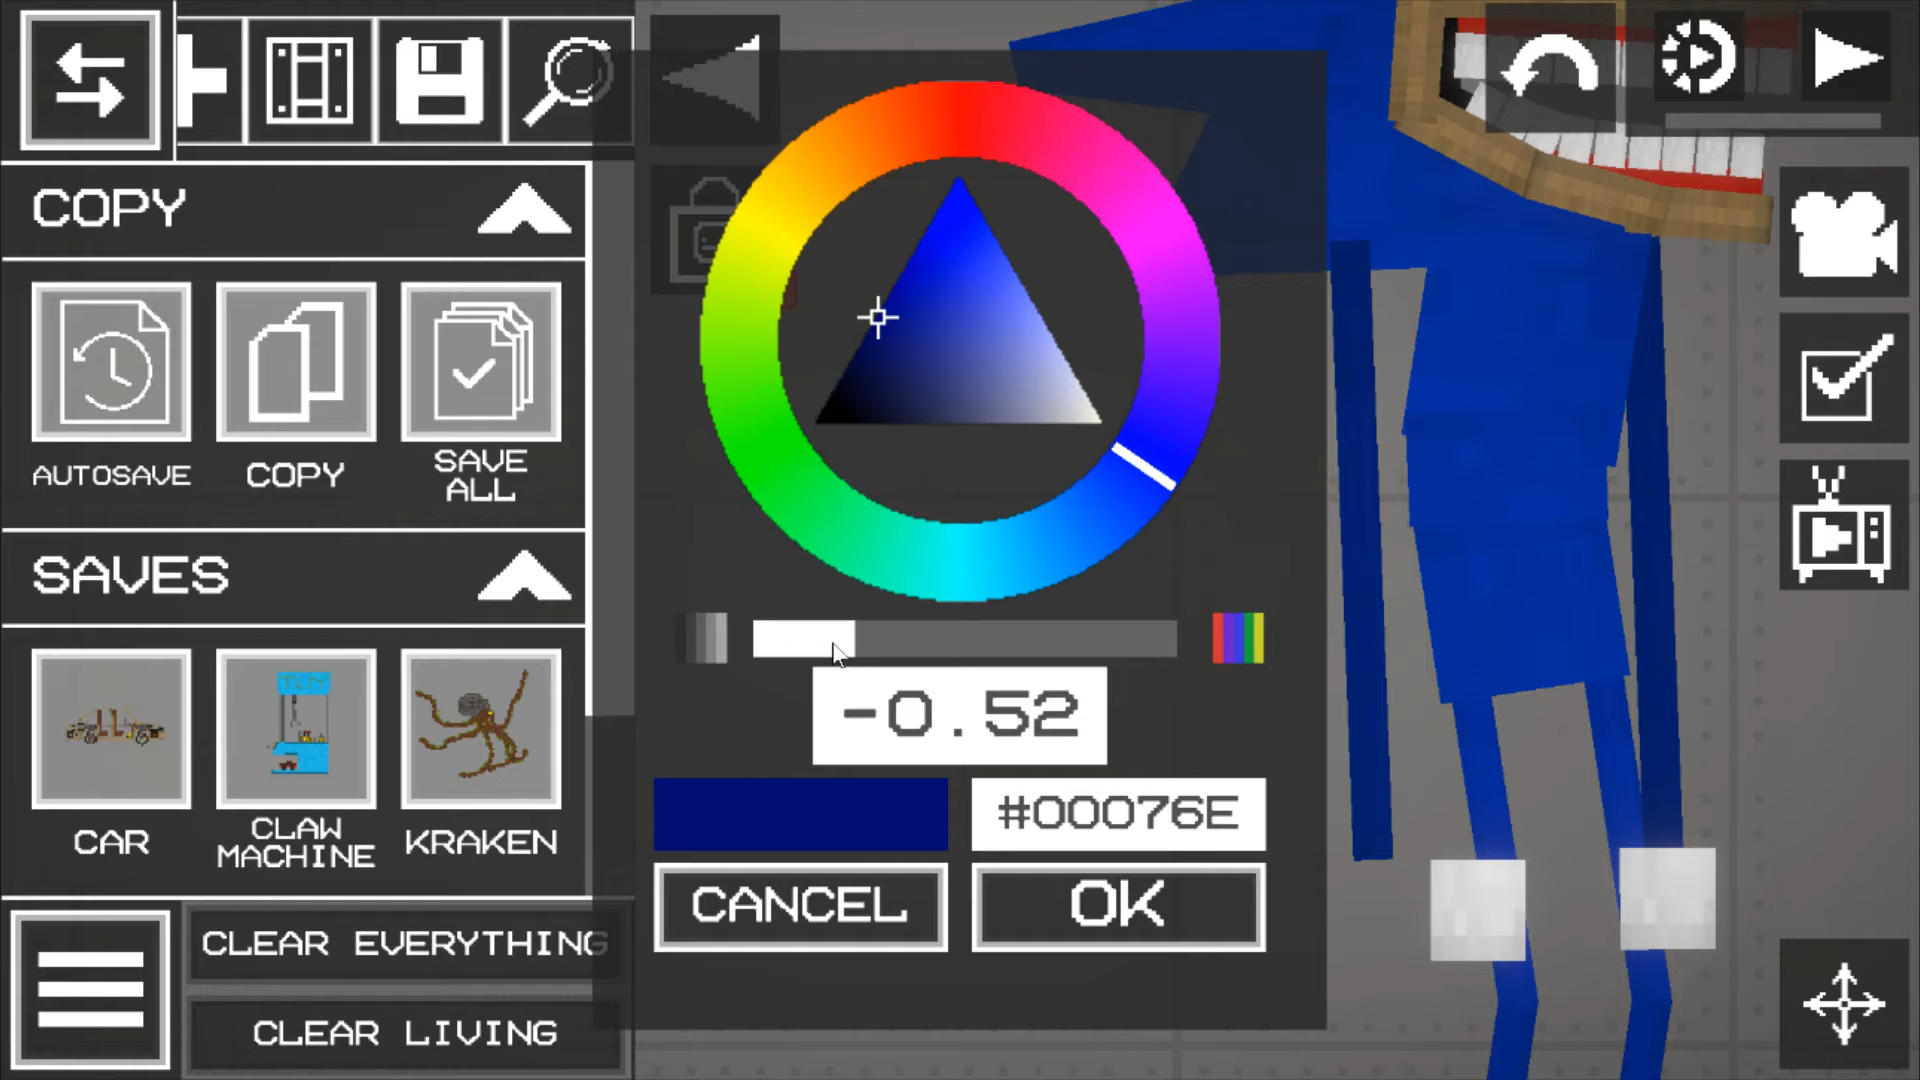 COPY
AUTOSAVE
COPY
SAVE
ALL
SAVES
CAR
CLAW
MACHINE
KRAKEN
CLEAR EVERYTHING
CLEAR LIVING
-0.52
#00076E
CANCEL
OK